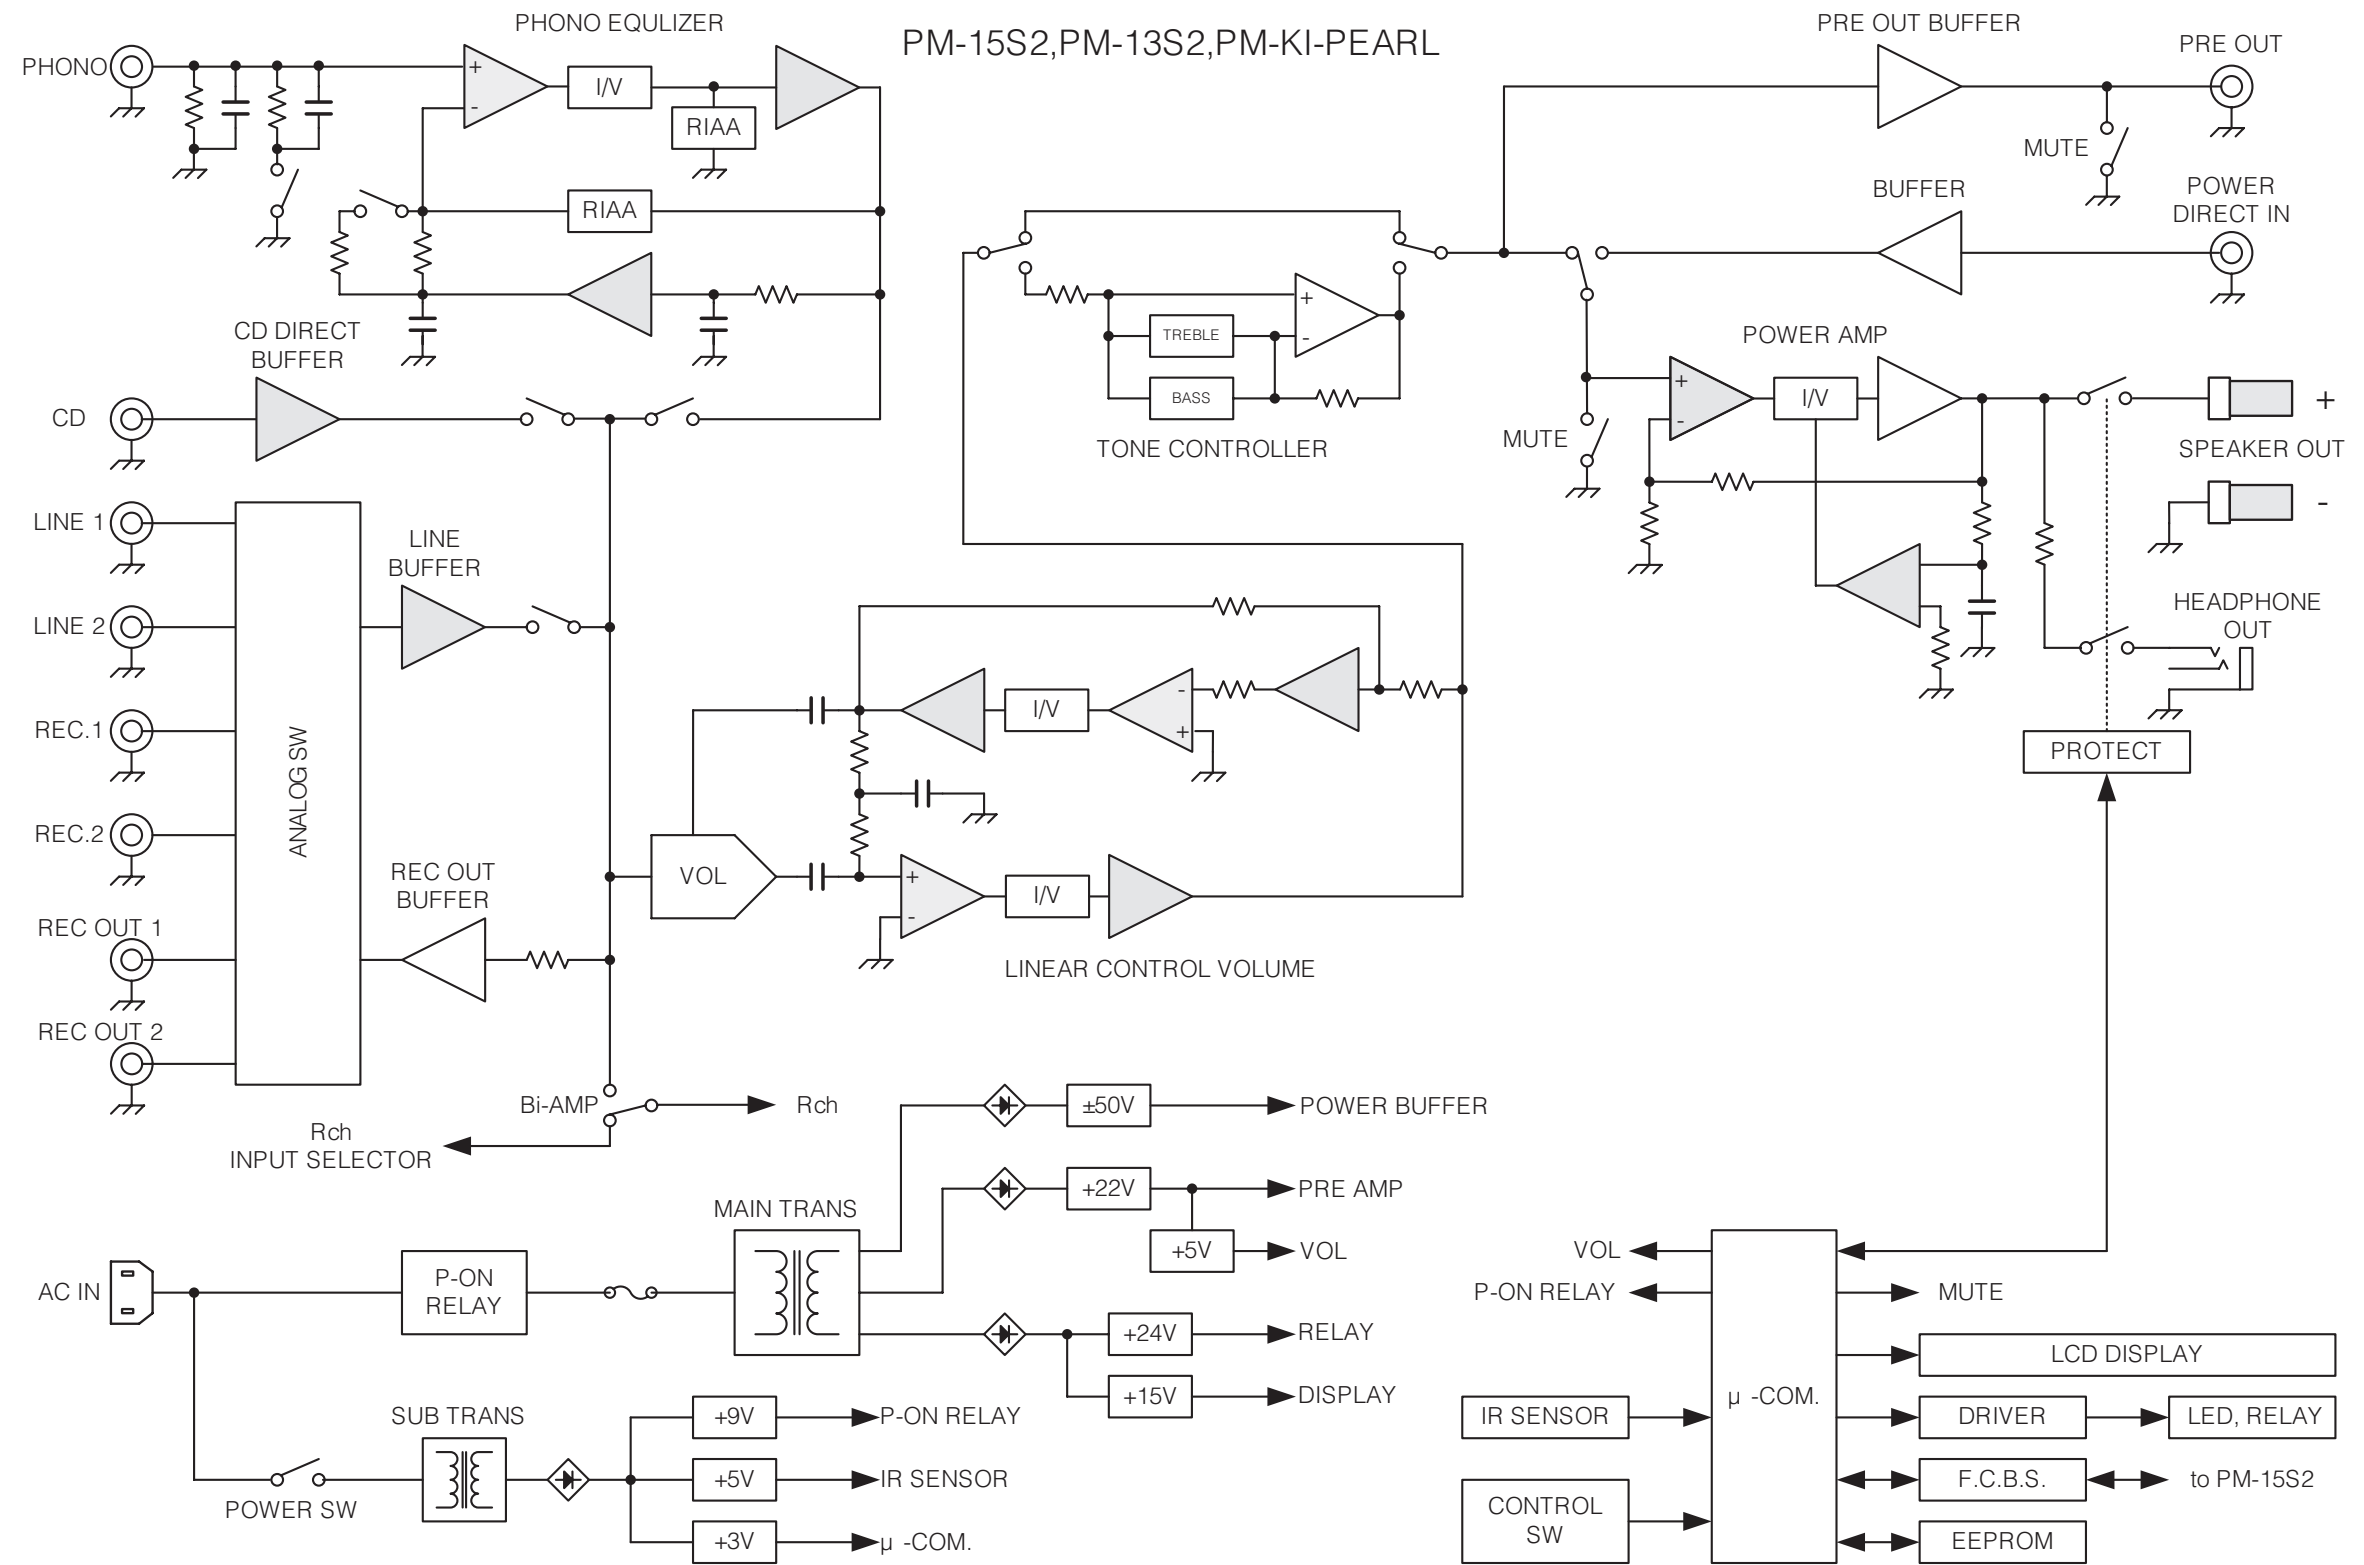 PHONO EQULIZER
PM-15S2,PM-13S2,PM-KI-PEARL
PRE OUT BUFFER
PRE OUT
PHONO
+
-
I/V
RIAA
MUTE
RIAA
BUFFER
POWER
DIRECT IN
CD DIRECT
BUFFER
CD
+
-
TREBLE
BASS
TONE CONTROLLER
POWER AMP
+
-
I/V
MUTE
+
SPEAKER OUT
-
LINE 1
LINE 2
REC.1
REC.2
REC OUT 1
REC OUT 2
ANALOG SW
LINE
BUFFER
REC OUT
BUFFER
I/V
-
+
VOL
+
-
I/V
LINEAR CONTROL VOLUME
HEADPHONE
OUT
PROTECT
Bi-AMP
Rch
Rch
INPUT SELECTOR
±50V
POWER BUFFER
+22V
PRE AMP
+5V
VOL
MAIN TRANS
AC IN
P-ON
RELAY
+24V
RELAY
+15V
DISPLAY
SUB TRANS
POWER SW
+9V
P-ON RELAY
+5V
IR SENSOR
+3V
µ -COM.
VOL
P-ON RELAY
IR SENSOR
CONTROL
SW
µ -COM.
MUTE
LCD DISPLAY
DRIVER
LED, RELAY
F.C.B.S.
to PM-15S2
EEPROM